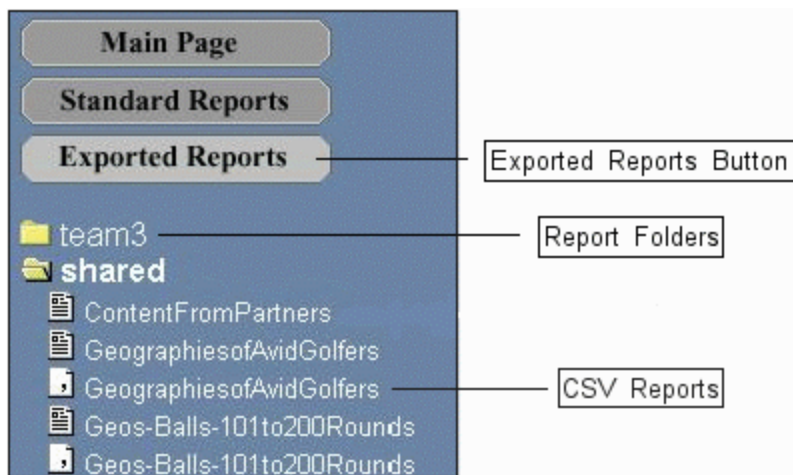 Main Page
Standard Reports
Exported Reports
Exported Reports Button
team3
Report Folders
shared
ContentFromPartners
GeographiesofAvidGolfers
GeographiesofAvidGolfers
CSV Reports
Geos-Balls-101to200Rounds
Geos-Balls-101to200Rounds